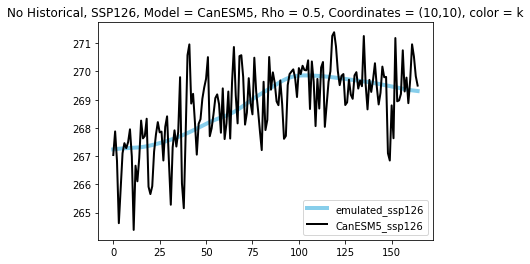 No Historical, SSP126, Model = CanESM5, Rho = 0.5, Coordinates = (10,10), color = k
271
270
269
268
267
266
265
emulated_ssp126
CanESM5_ssp126
0 25 50 75 100 125 150